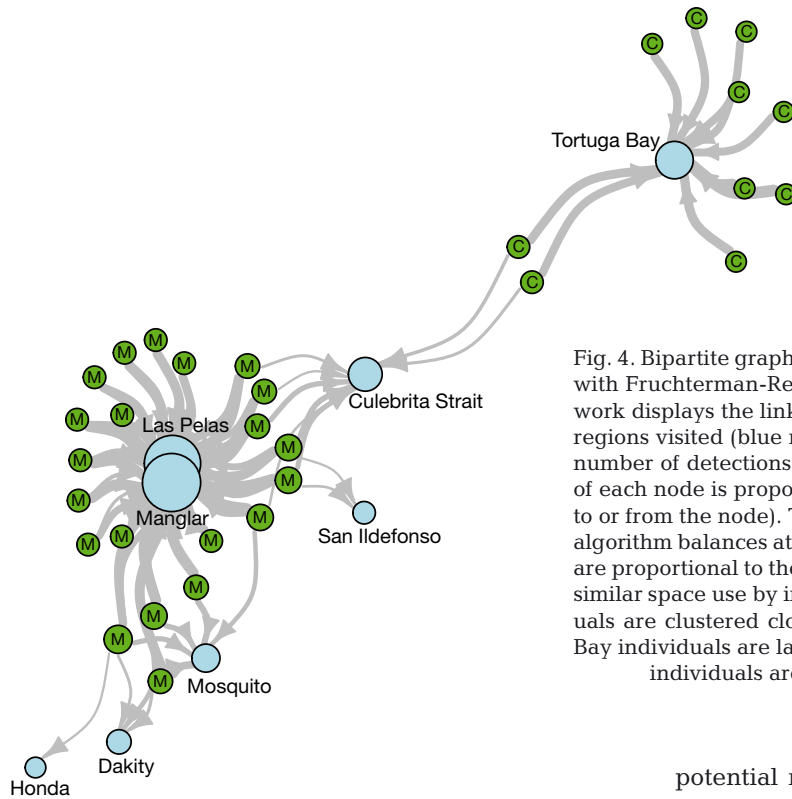 C
C
C
C
C
Tortuga Bay
C
C
C
C
C
M
M
M
M
M
M
M
M
M
Culebrita Strait
Las Pelas
M
M
M
M
M
Manglar
San Ildefonso
M
M
M
M
M
M
Mosquito
M
Dakity
Honda
Fig. 4. Bipartite graph
with Fruchterman-Re
work displays the link
regions visited (blue
number of detections
of each node is propo
to or from the node). T
algorithm balances at
are proportional to the
similar space use by in
uals are clustered clo
Bay individuals are la
individuals are
potential